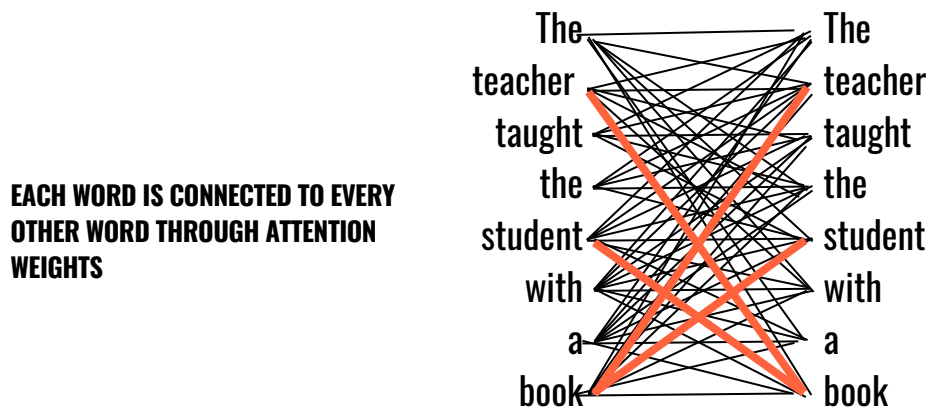 EACH WORD IS CONNECTED TO EVERY
OTHER WORD THROUGH ATTENTION
WEIGHTS
The
teacher
taught
the
student
with
a
book
The
teacher
taught
the
student
with
a
book